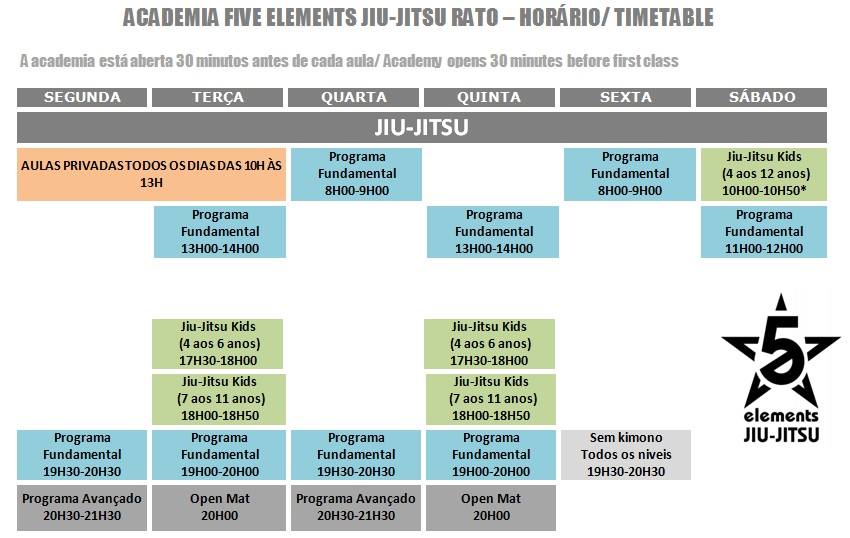 ACADEMIA FIVE ELEMENTS JIU-JITSU RATO – HORÁRIO/ TIMETABLE
A academia está aberta 30 minutos antes de cada aula/ Academy opens 30 minutes before first class
SEGUNDA TERÇA QUARTA QUINTA SEXTA SÁBADO
JIU-JITSU
AULAS PRIVADAS TODOS OS DIAS DAS 10H ÀS
13H
Programa
Fundamental
8H00-9H00
Programa
Fundamental
8H00-9H00
Jiu-Jitsu Kids
(4 aos 12 anos)
10H00-10H50*
Programa
Fundamental
13H00-14H00
Programa
Fundamental
13H00-14H00
Programa
Fundamental
11H00-12H00
Jiu-Jitsu Kids
(4 aos 6 anos)
17H30-18H00
Jiu-Jitsu Kids
(4 aos 6 anos)
17H30-18H00
Jiu-Jitsu Kids
(7 aos 11 anos)
18H00-18H50
Jiu-Jitsu Kids
(7 aos 11 anos)
18H00-18H50
5
elements
JIU-JITSU
Programa
Fundamental
19H30-20H30
Programa
Fundamental
19H00-20H00
Programa
Fundamental
19H30-20H30
Programa
Fundamental
19H00-20H00
Sem kimono
Todos os niveis
19H30-20H30
Programa Avançado
20H30-21H30
Open Mat
20H00
Programa Avançado
20H30-21H30
Open Mat
20H00